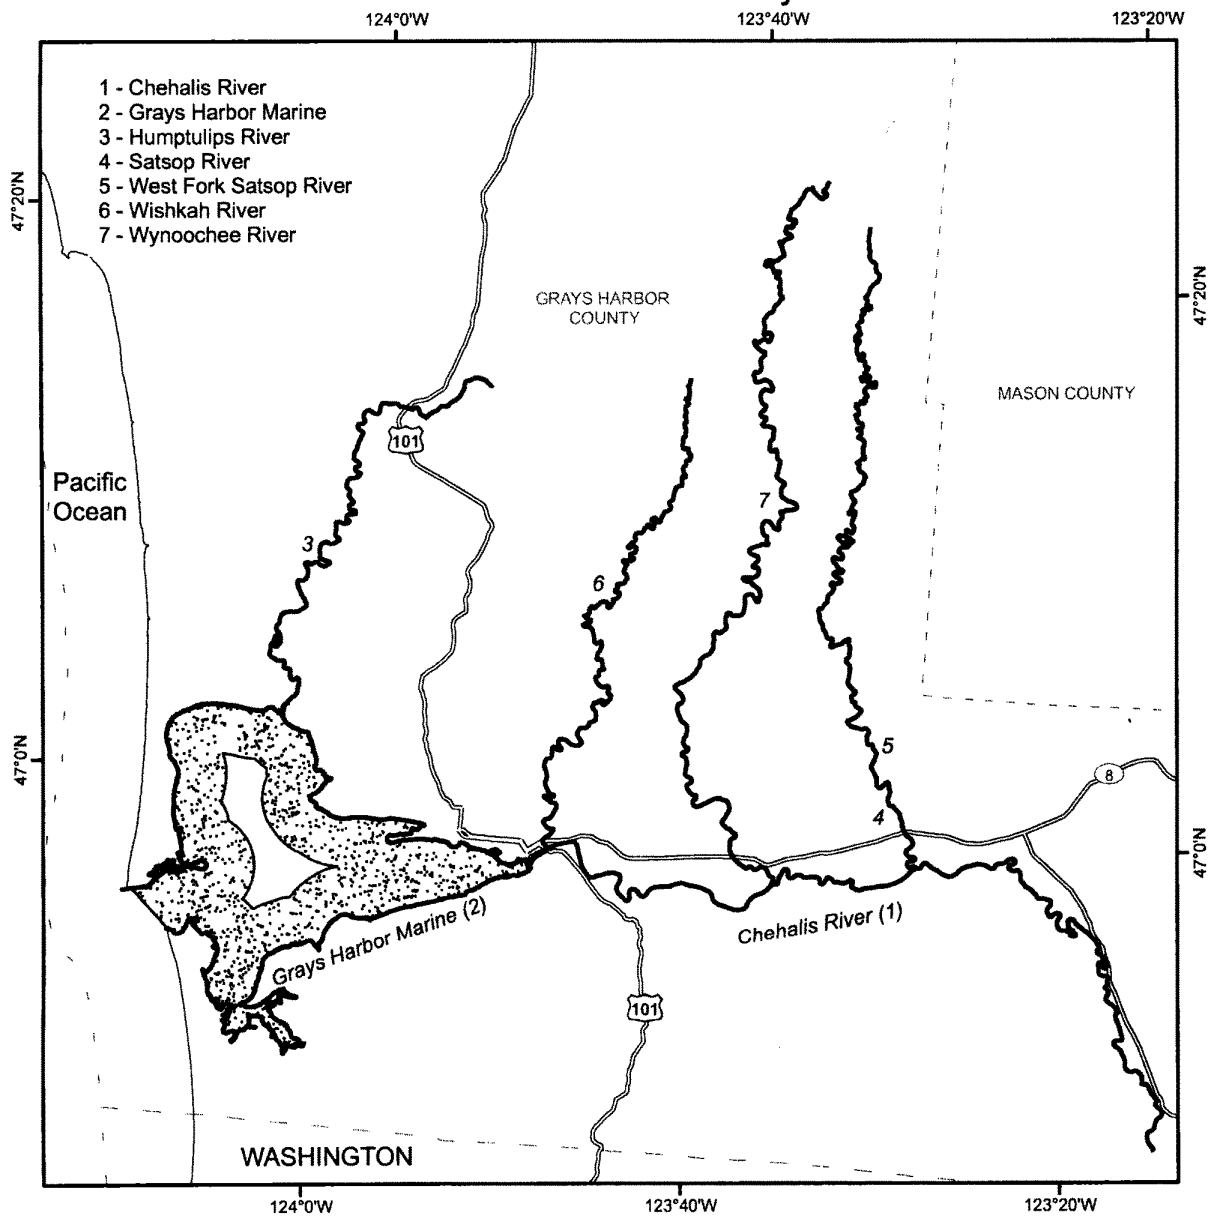 124°0'W
123°40'W
123°20'W
1 - Chehalis River
2 - Grays Harbor Marine
3 - Humptulips River
4 - Satsop River
5 - West Fork Satsop River
6 - Wishkah River
7 - Wynoochee River
47°20'N
47°20'N
GRAYS HARBOR
COUNTY
MASON COUNTY
101
Pacific
Ocean
7
3
6
5
47°0'N
8
4
47°0'N
Grays Harbor Marine (2)
Chehalis River (1)
101
WASHINGTON
124°0'W
123°40'W
123°20'W